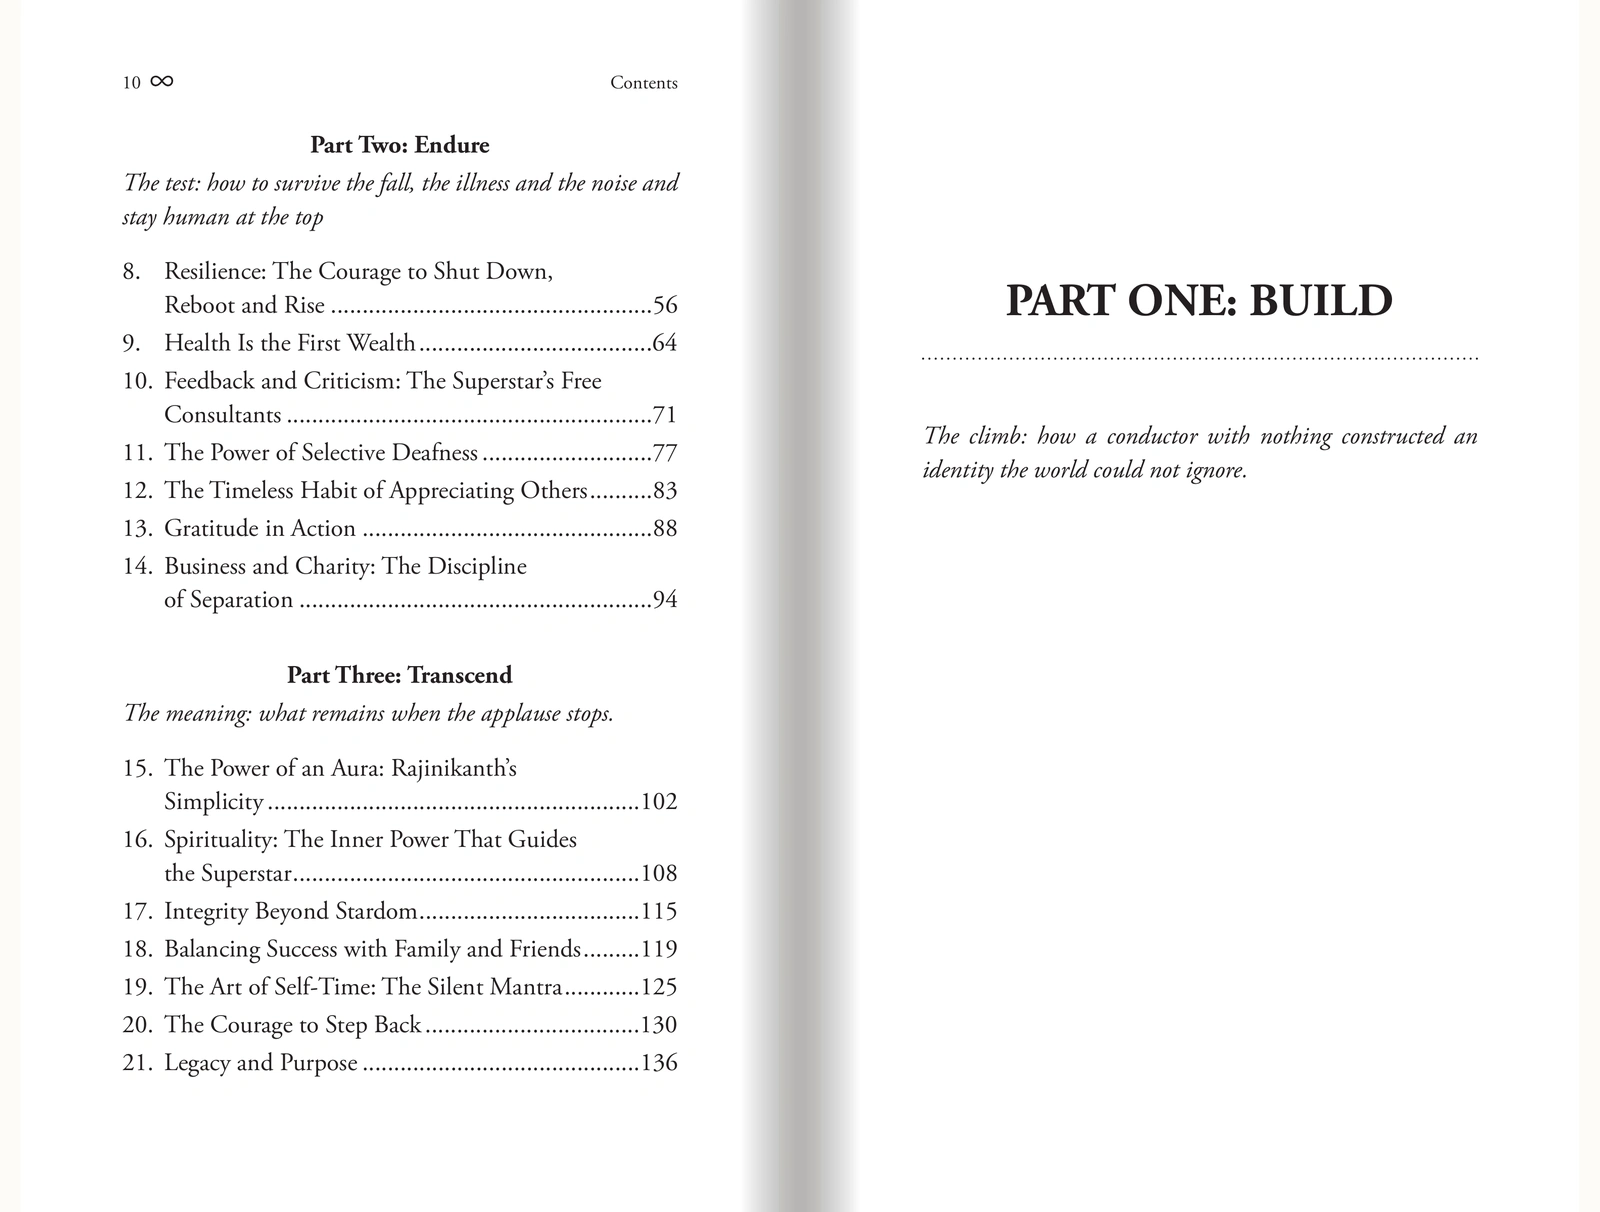 10 ∞ Contents
Part Two: Endure
The test: how to survive the fall, the illness and the noise and
stay human at the top
8. Resilience: The Courage to Shut Down,
Reboot and Rise ...................................................56
9. Health Is the First Wealth.....................................64
10. Feedback and Criticism: The Superstar’s Free
Consultants ..........................................................71
11. The Power of Selective Deafness...........................77
12. The Timeless Habit of Appreciating Others..........83
13. Gratitude in Action ..............................................88
14. Business and Charity: The Discipline
of Separation ........................................................94
Part Three: Transcend
The meaning: what remains when the applause stops.
15. The Power of an Aura: Rajinikanth’s
Simplicity...........................................................102
16. Spirituality: The Inner Power That Guides
the Superstar.......................................................108
17. Integrity Beyond Stardom...................................115
18. Balancing Success with Family and Friends.........119
19. The Art of Self-Time: The Silent Mantra............125
20. The Courage to Step Back..................................130
21. Legacy and Purpose ............................................136
PART ONE: BUILD
The climb: how a conductor with nothing constructed an
identity the world could not ignore.